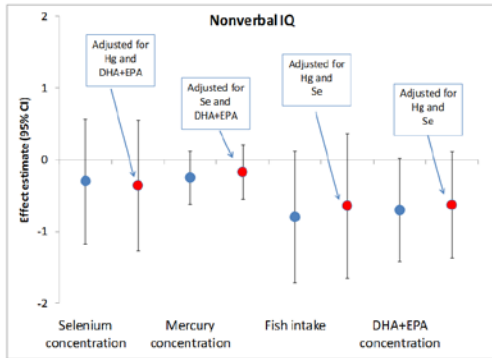 Nonverbal IQ
Effect estimate (95% CI)
2
1
0
-1
-2
Adjusted for
Hg and
DHA+EPA
Adjusted for
Se and
DHA+EPA
Adjusted for
Hg and
Se
Adjusted for
Hg and
Se
Selenium
concentration
Mercury
concentration
Fish intake
DHA+EPA
concentration